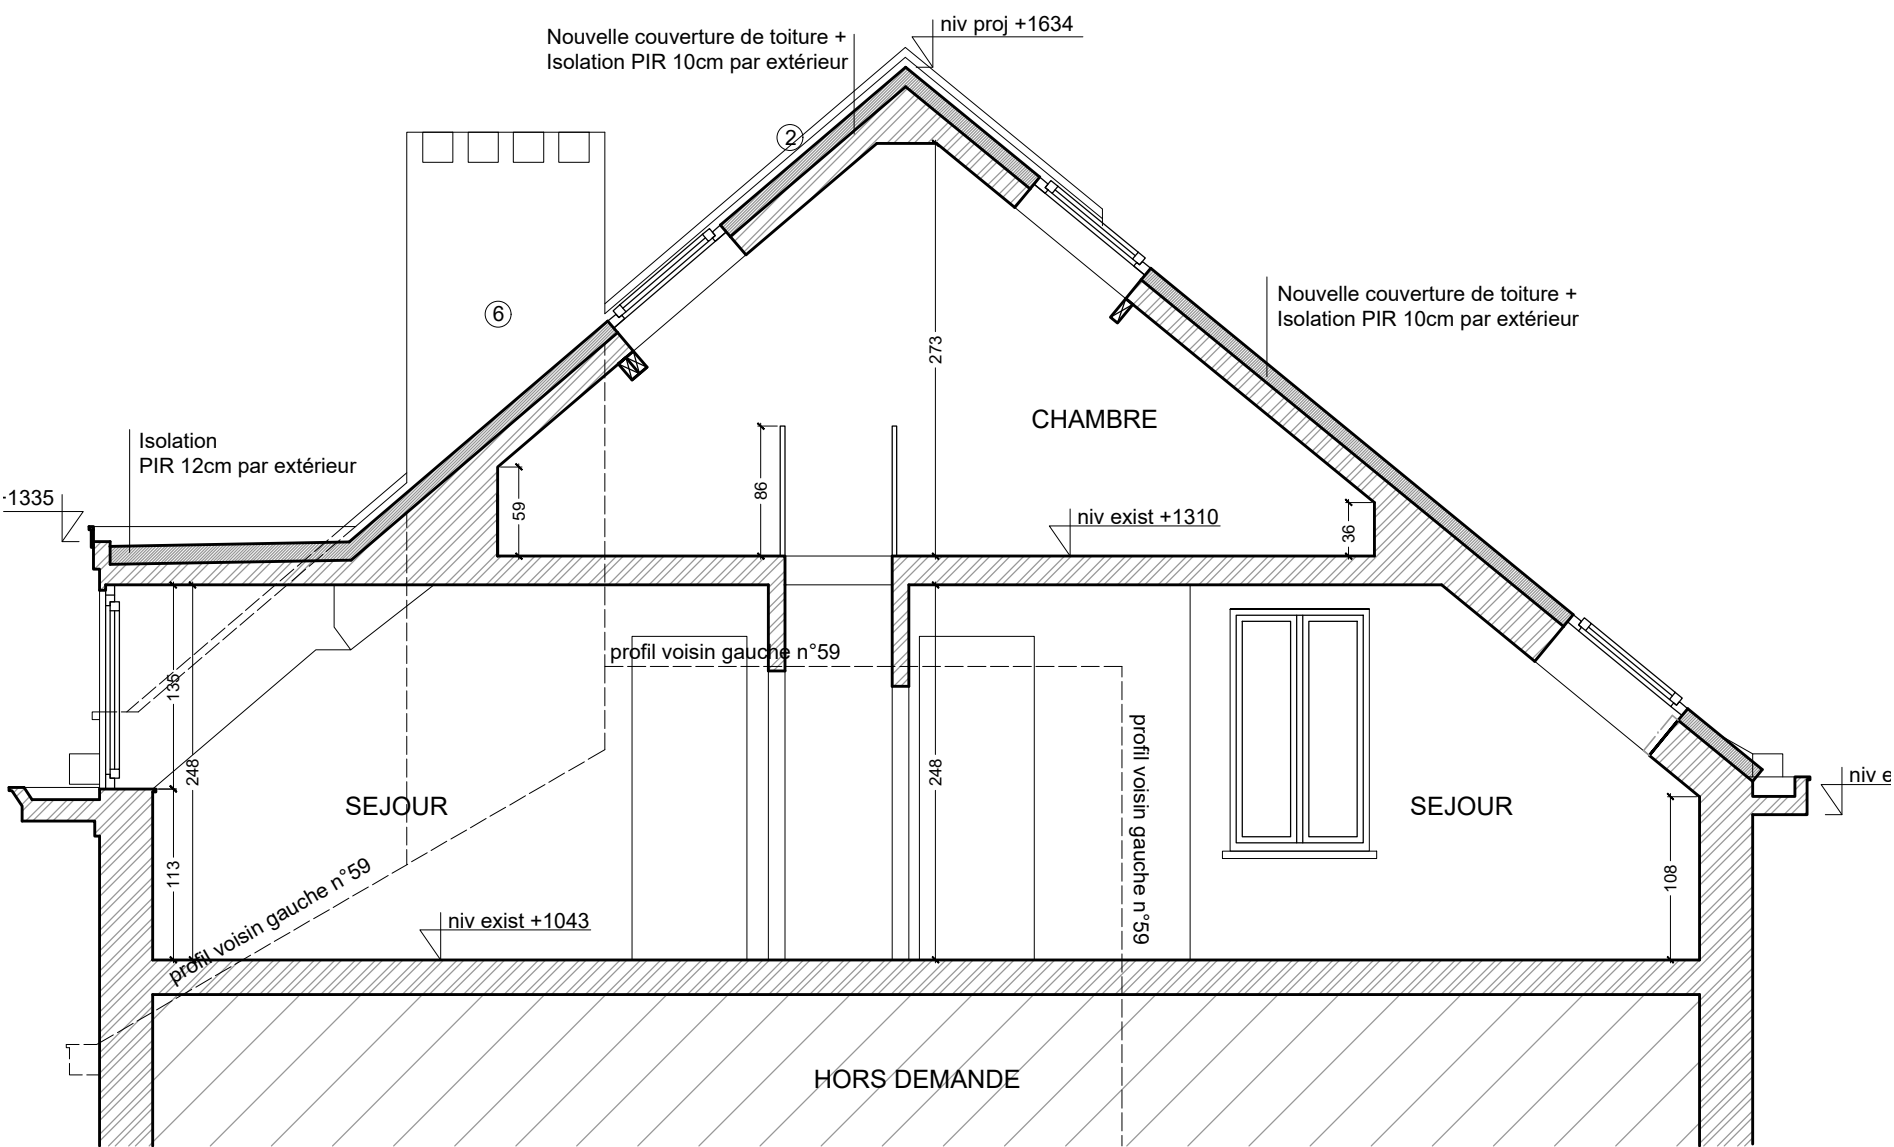 niv proj +1634
Nouvelle couverture de toiture +
Isolation PIR 10cm par extérieur
2
6
Nouvelle couverture de toiture +
Isolation PIR 10cm par extérieur
273
CHAMBRE
Isolation
PIR 12cm par extérieur
-1335
86
59
niv exist +1310
36
profil voisin gauche n°59
135
248
248
profil voisin gauche n°59
SEJOUR
SEJOUR
niv e
113
108
profil voisin gauche n°59
niv exist +1043
HORS DEMANDE